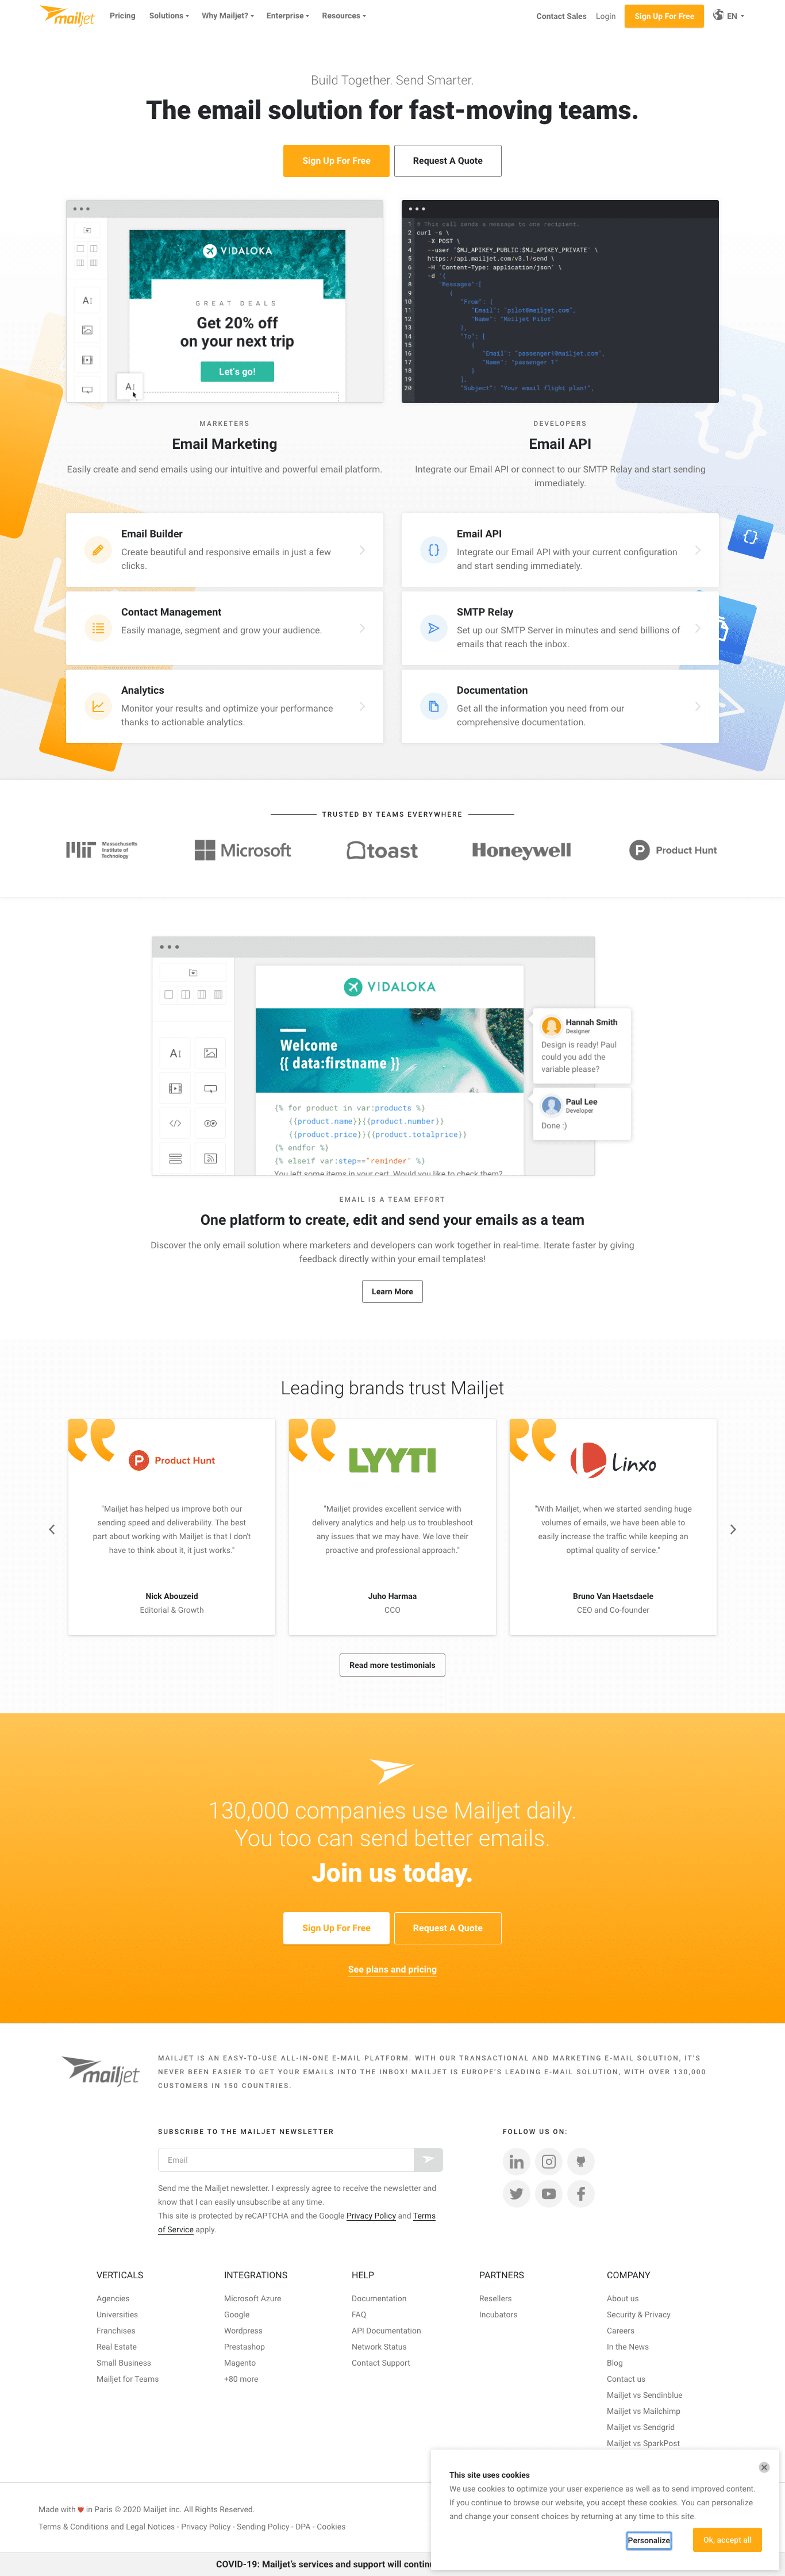 mailjet
Pricing
Solutions
Why Mailjet?
Enterprise
Resources
Contact Sales
Login
Sign Up For Free
EN
Build Together. Send Smarter.
The email solution for fast-moving teams.
Sign Up For Free
Request A Quote
VIDALOKA
GREAT DEALS
Get 20% off
on your next trip
Let's go!
1 # This call sends a message to one recipient.
2 curl -s \
3 -X POST \
4 --user "$MJ_APIKEY_PUBLIC:$MJ_APIKEY_PRIVATE" \
5 https://api.mailjet.com/v3.1/send \
6 -H 'Content-Type: application/json' \
7 -d '{
8 "Messages":[
9 {
10 "From": {
11 "Email": "pilot@mailjet.com",
12 "Name": "Mailjet Pilot"
13 },
14 "To": [
15 {
16 "Email": "passenger1@mailjet.com",
17 "Name": "passenger 1"
18 }
19 ],
20 "Subject": "Your email flight plan!",
MARKETERS
Email Marketing
Easily create and send emails using our intuitive and powerful email platform.
DEVELOPERS
Email API
Integrate our Email API or connect to our SMTP Relay and start sending
immediately.
Email Builder
Create beautiful and responsive emails in just a few
clicks.
Contact Management
Easily manage, segment and grow your audience.
Analytics
Monitor your results and optimize your performance
thanks to actionable analytics.
Email API
Integrate our Email API with your current configuration
and start sending immediately.
SMTP Relay
Set up our SMTP Server in minutes and send billions of
emails that reach the inbox.
Documentation
Get all the information you need from our
comprehensive documentation.
TRUSTED BY TEAMS EVERYWHERE
Massachusetts
Institute of
Technology
Microsoft
toast
Honeywell
Product Hunt
VIDALOKA
Welcome
{{ data:firstname }}
{% for product in var:products %}
{{product.name}}{{product.number}}
{{product.price}}{{product.totalprice}}
{% endfor %}
{% elseif var:step=="reminder" %}
You left some items in your cart. Would you like to check them?
Hannah Smith
Designer
Design is ready! Paul
could you add the
variable please?
Paul Lee
Developer
Done :)
EMAIL IS A TEAM EFFORT
One platform to create, edit and send your emails as a team
Discover the only email solution where marketers and developers can work together in real-time. Iterate faster by giving
feedback directly within your email templates!
Learn More
Leading brands trust Mailjet
Product Hunt
"Mailjet has helped us improve both our
sending speed and deliverability. The best
part about working with Mailjet is that I don't
have to think about it, it just works."
Nick Abouzeid
Editorial & Growth
LYYTI
"Mailjet provides excellent service with
delivery analytics and help us to troubleshoot
any issues that we may have. We love their
proactive and professional approach."
Juho Harmaa
CCO
Linxo
"With Mailjet, when we started sending huge
volumes of emails, we have been able to
easily increase the traffic while keeping an
optimal quality of service."
Bruno Van Haetsdaele
CEO and Co-founder
Read more testimonials
130,000 companies use Mailjet daily.
You too can send better emails.
Join us today.
Sign Up For Free
Request A Quote
See plans and pricing
mailjet
MAILJET IS AN EASY-TO-USE ALL-IN-ONE E-MAIL PLATFORM. WITH OUR TRANSACTIONAL AND MARKETING E-MAIL SOLUTION, IT'S
NEVER BEEN EASIER TO GET YOUR EMAILS INTO THE INBOX! MAILJET IS EUROPE'S LEADING E-MAIL SOLUTION, WITH OVER 130,000
CUSTOMERS IN 150 COUNTRIES.
SUBSCRIBE TO THE MAILJET NEWSLETTER
Email
Send me the Mailjet newsletter. I expressly agree to receive the newsletter and
know that I can easily unsubscribe at any time.
This site is protected by reCAPTCHA and the Google Privacy Policy and Terms
of Service apply.
FOLLOW US ON:
VERTICALS
Agencies
Universities
Franchises
Real Estate
Small Business
Mailjet for Teams
INTEGRATIONS
Microsoft Azure
Google
Wordpress
Prestashop
Magento
+80 more
HELP
Documentation
FAQ
API Documentation
Network Status
Contact Support
PARTNERS
Resellers
Incubators
COMPANY
About us
Security & Privacy
Careers
In the News
Blog
Contact us
Mailjet vs Sendinblue
Mailjet vs Mailchimp
Mailjet vs Sendgrid
Mailjet vs SparkPost
Made with ♥ in Paris © 2020 Mailjet inc. All Rights Reserved.
Terms & Conditions and Legal Notices - Privacy Policy - Sending Policy - DPA - Cookies
This site uses cookies
We use cookies to optimize your user experience as well as to send improved content.
If you continue to browse our website, you accept these cookies. You can personalize
and change your consent choices by returning at any time to this site.
Personalize
Ok, accept all
COVID-19: Mailjet's services and support will